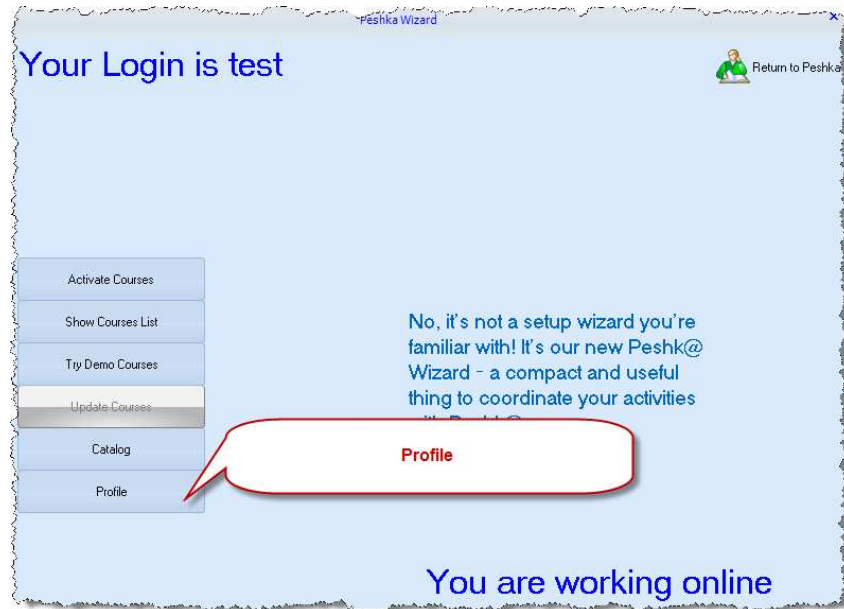 Peshka Wizard
Your Login is test
Return to Peshka
Activate Courses
Show Courses List
Try Demo Courses
Update Courses
Catalog
Profile
No, it's not a setup wizard you're
familiar with! It's our new Peshk@
Wizard - a compact and useful
thing to coordinate your activities
Profile
You are working online